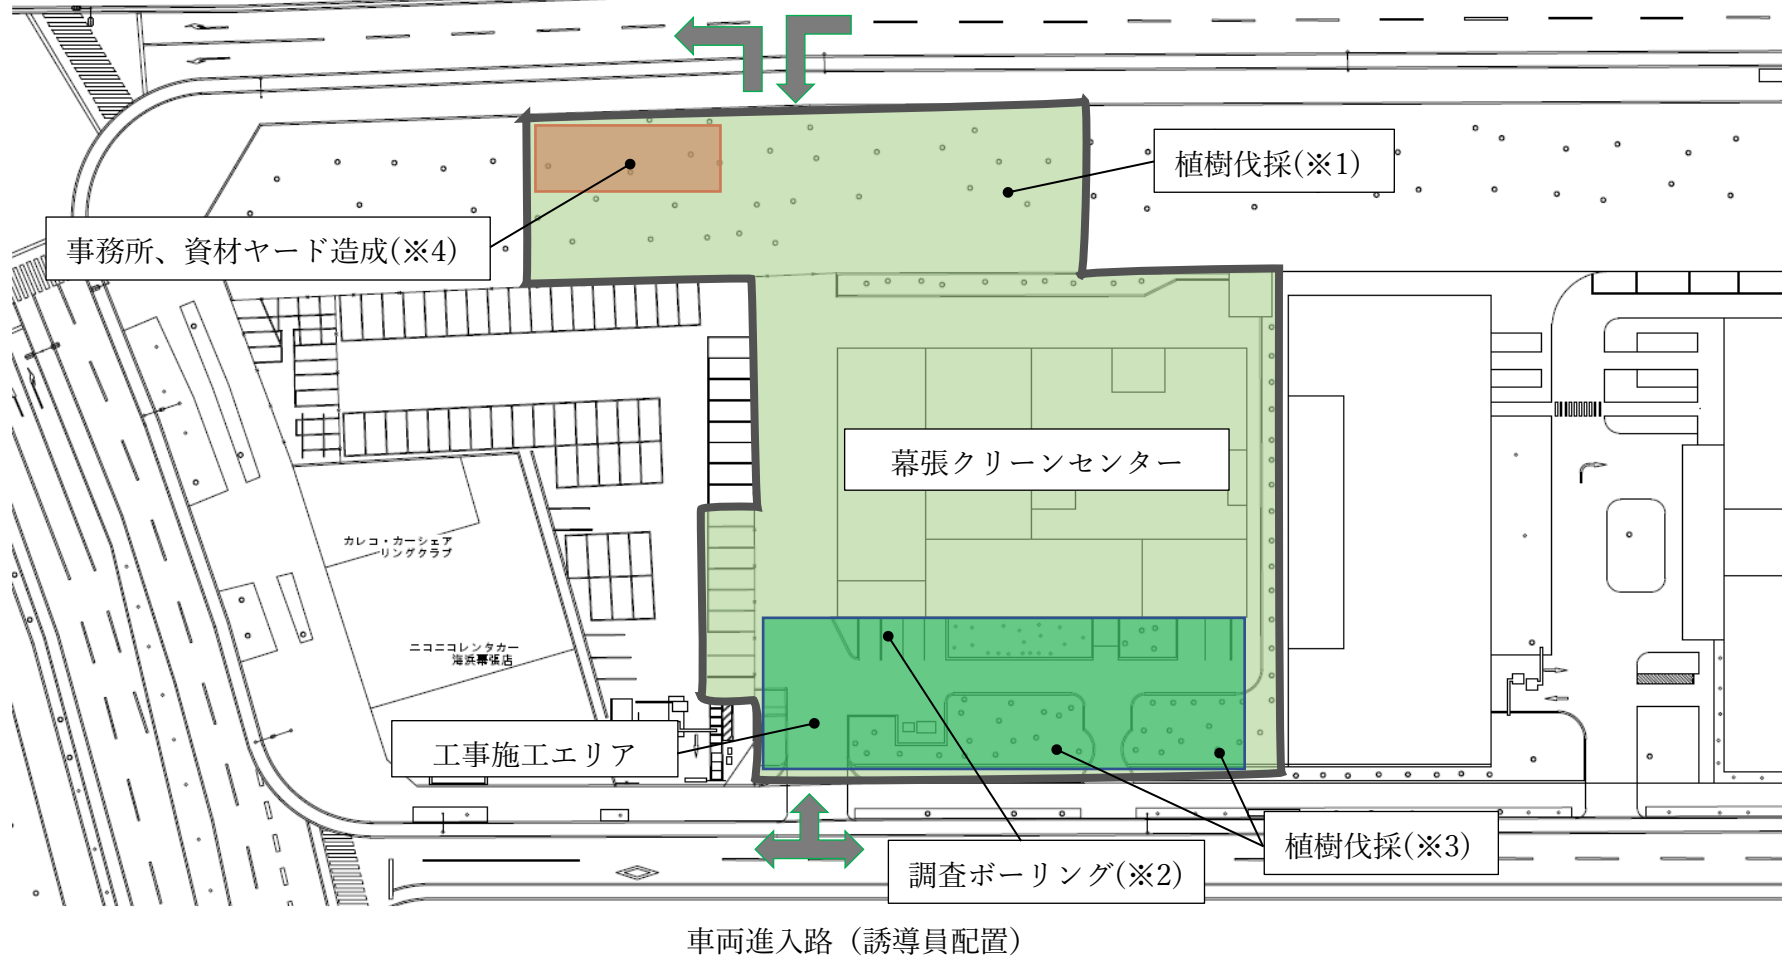 植樹伐採(※1)
事務所、資材ヤード造成(※4)
幕張クリーンセンター
カレコ・カーシェア
リングクラブ
ニコニコレンタカー
海浜幕張店
工事施工エリア
植樹伐採(※3)
調査ボーリング(※2)
車両進入路（誘導員配置）